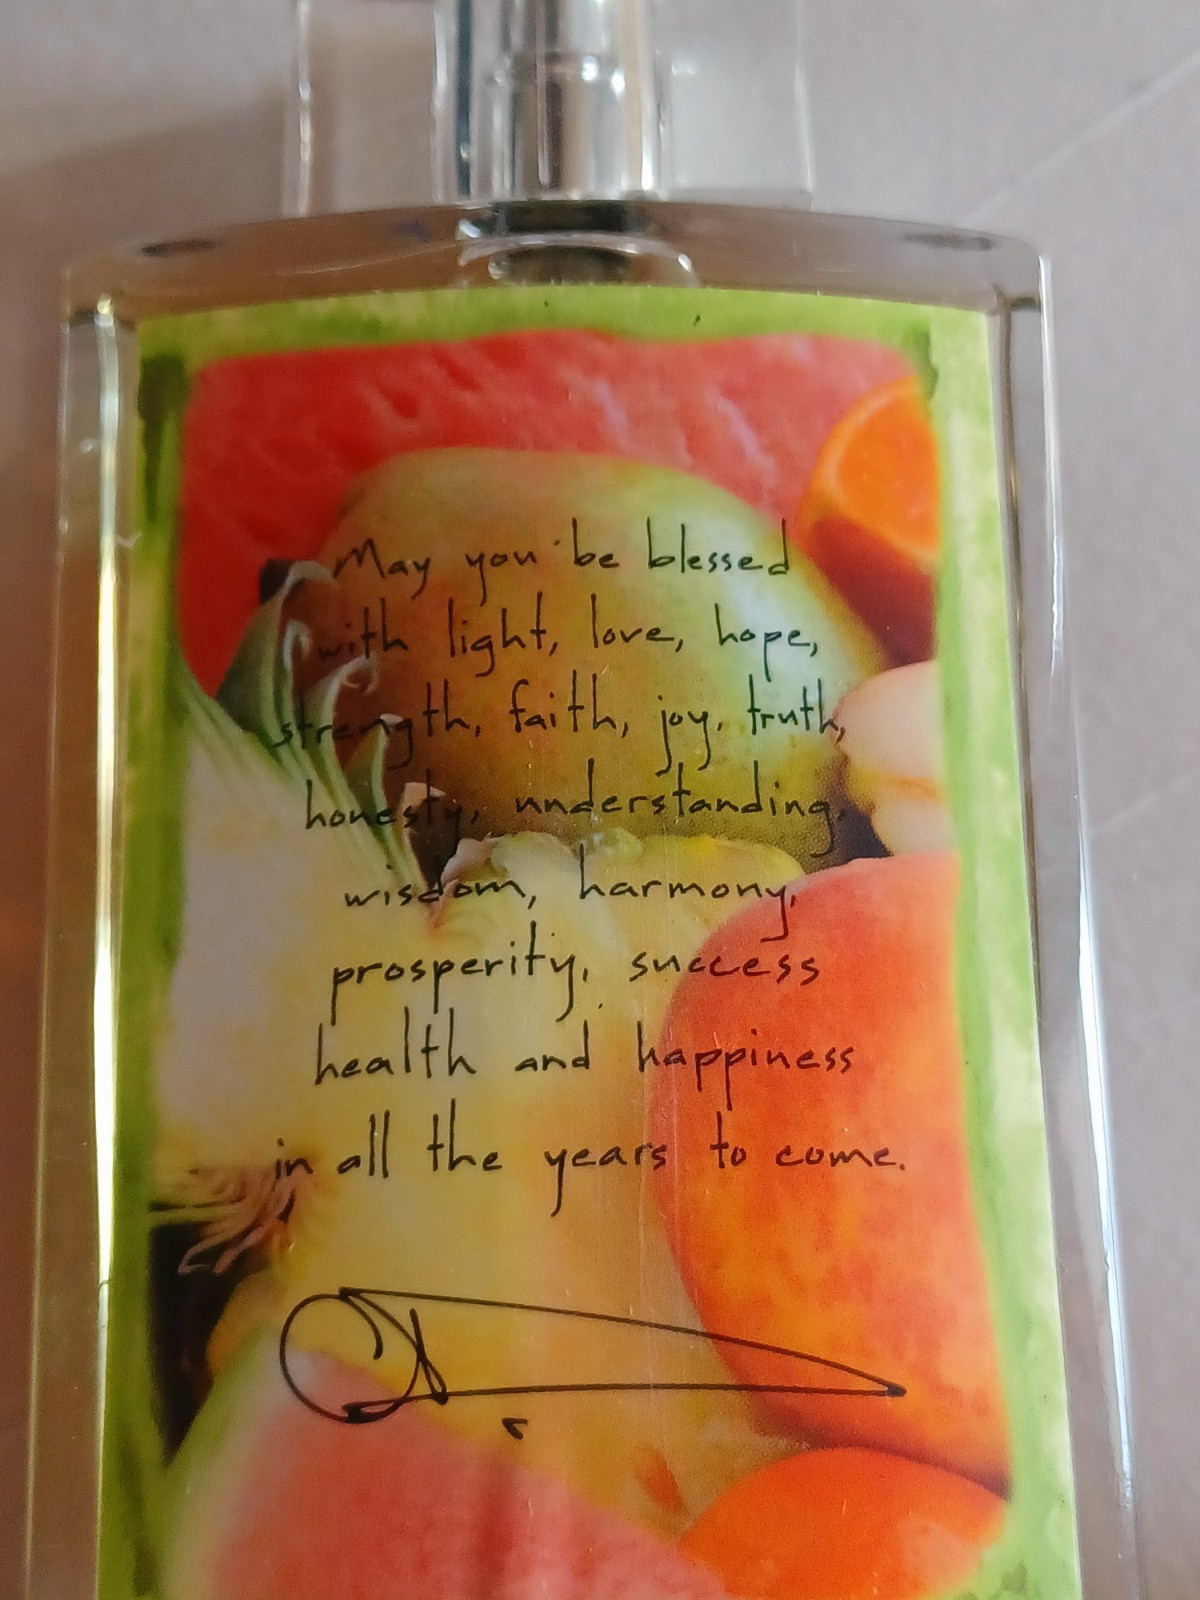 May you be blessed
with light, love, hope,
strength, faith, joy, truth,
honesty, understanding,
wisdom, harmony,
prosperity, success
health and happiness
in all the years to come.